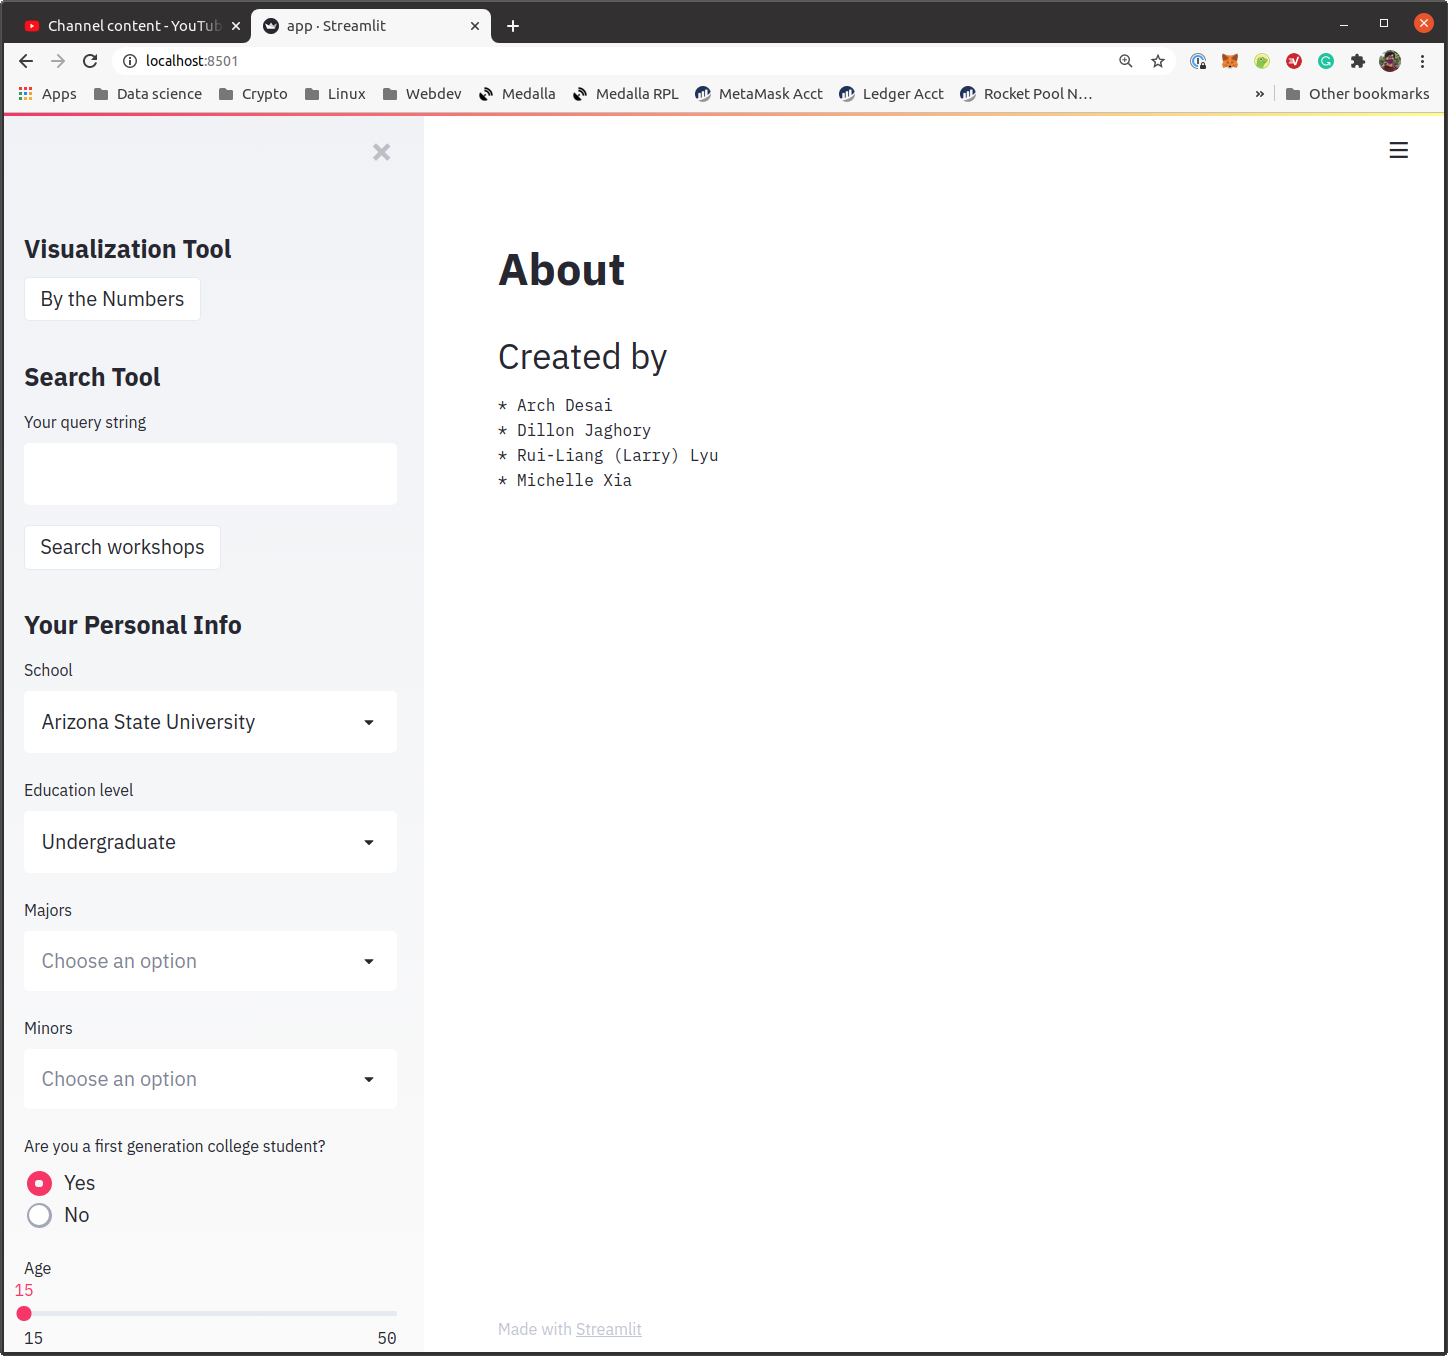 Channel content - YouTub
app · Streamlit
localhost:8501
Apps
Data science
Crypto
Linux
Webdev
Medalla
Medalla RPL
MetaMask Acct
Ledger Acct
Rocket Pool N...
»
Other bookmarks
Visualization Tool
By the Numbers
Search Tool
Your query string
Search workshops
Your Personal Info
School
Arizona State University
Education level
Undergraduate
Majors
Choose an option
Minors
Choose an option
Are you a first generation college student?
Yes
No
Age
15
15 50
About
Created by
* Arch Desai
* Dillon Jaghory
* Rui-Liang (Larry) Lyu
* Michelle Xia
Made with Streamlit